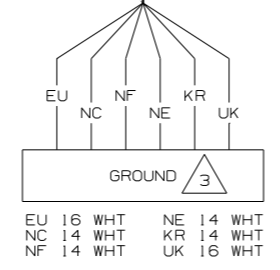 EU NF KR
NC NE UK
GROUND 3
EU 16 WHT NE 14 WHT
NC 14 WHT KR 14 WHT
NF 14 WHT UK 16 WHT